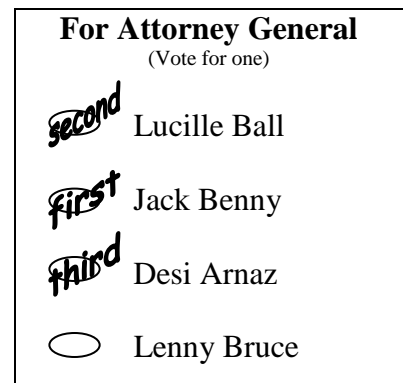 For Attorney General
(Vote for one)
second Lucille Ball
first Jack Benny
third Desi Arnaz
Lenny Bruce